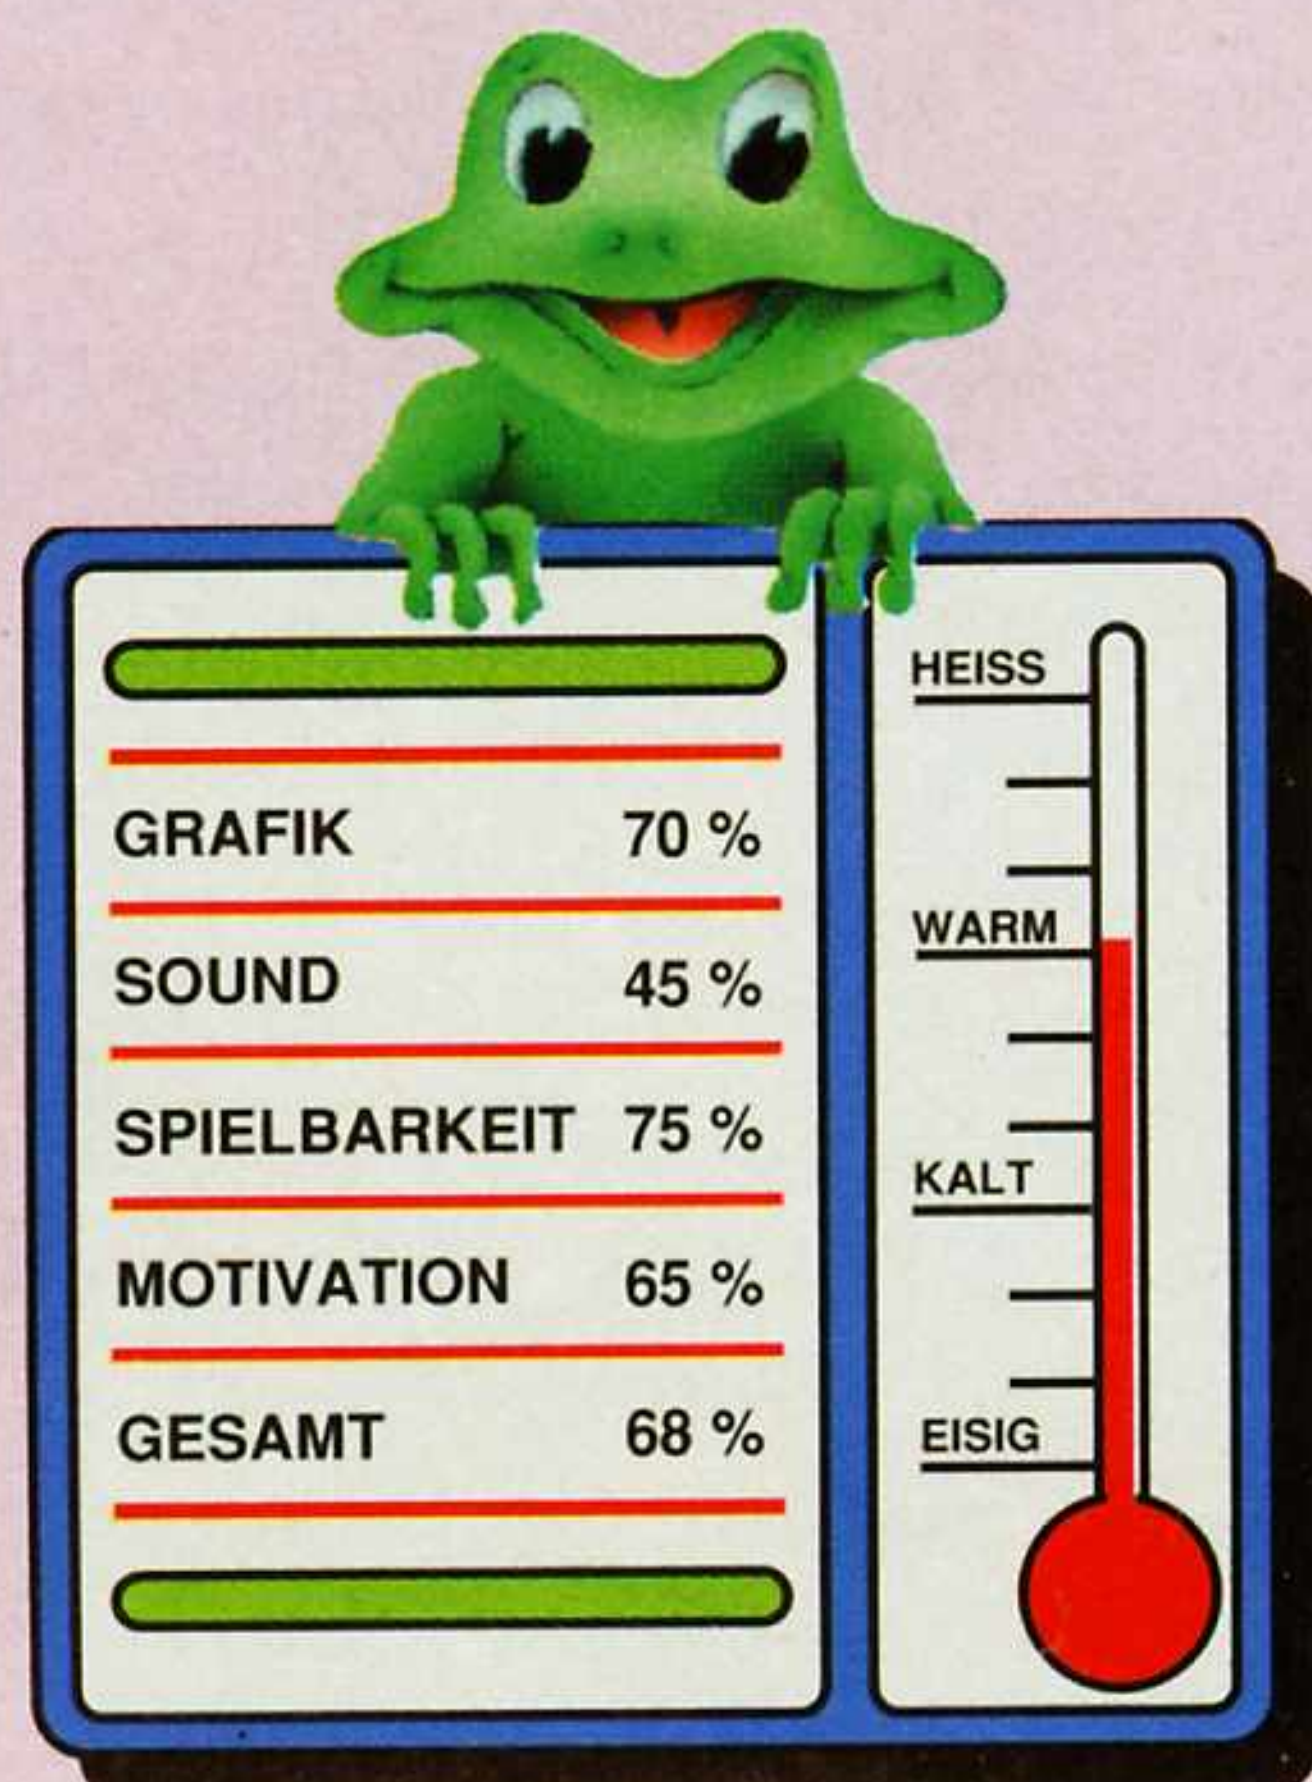 GRAFIK 70 %
SOUND 45 %
SPIELBARKEIT 75 %
MOTIVATION 65 %
GESAMT 68 %
HEISS
WARM
KALT
EISIG